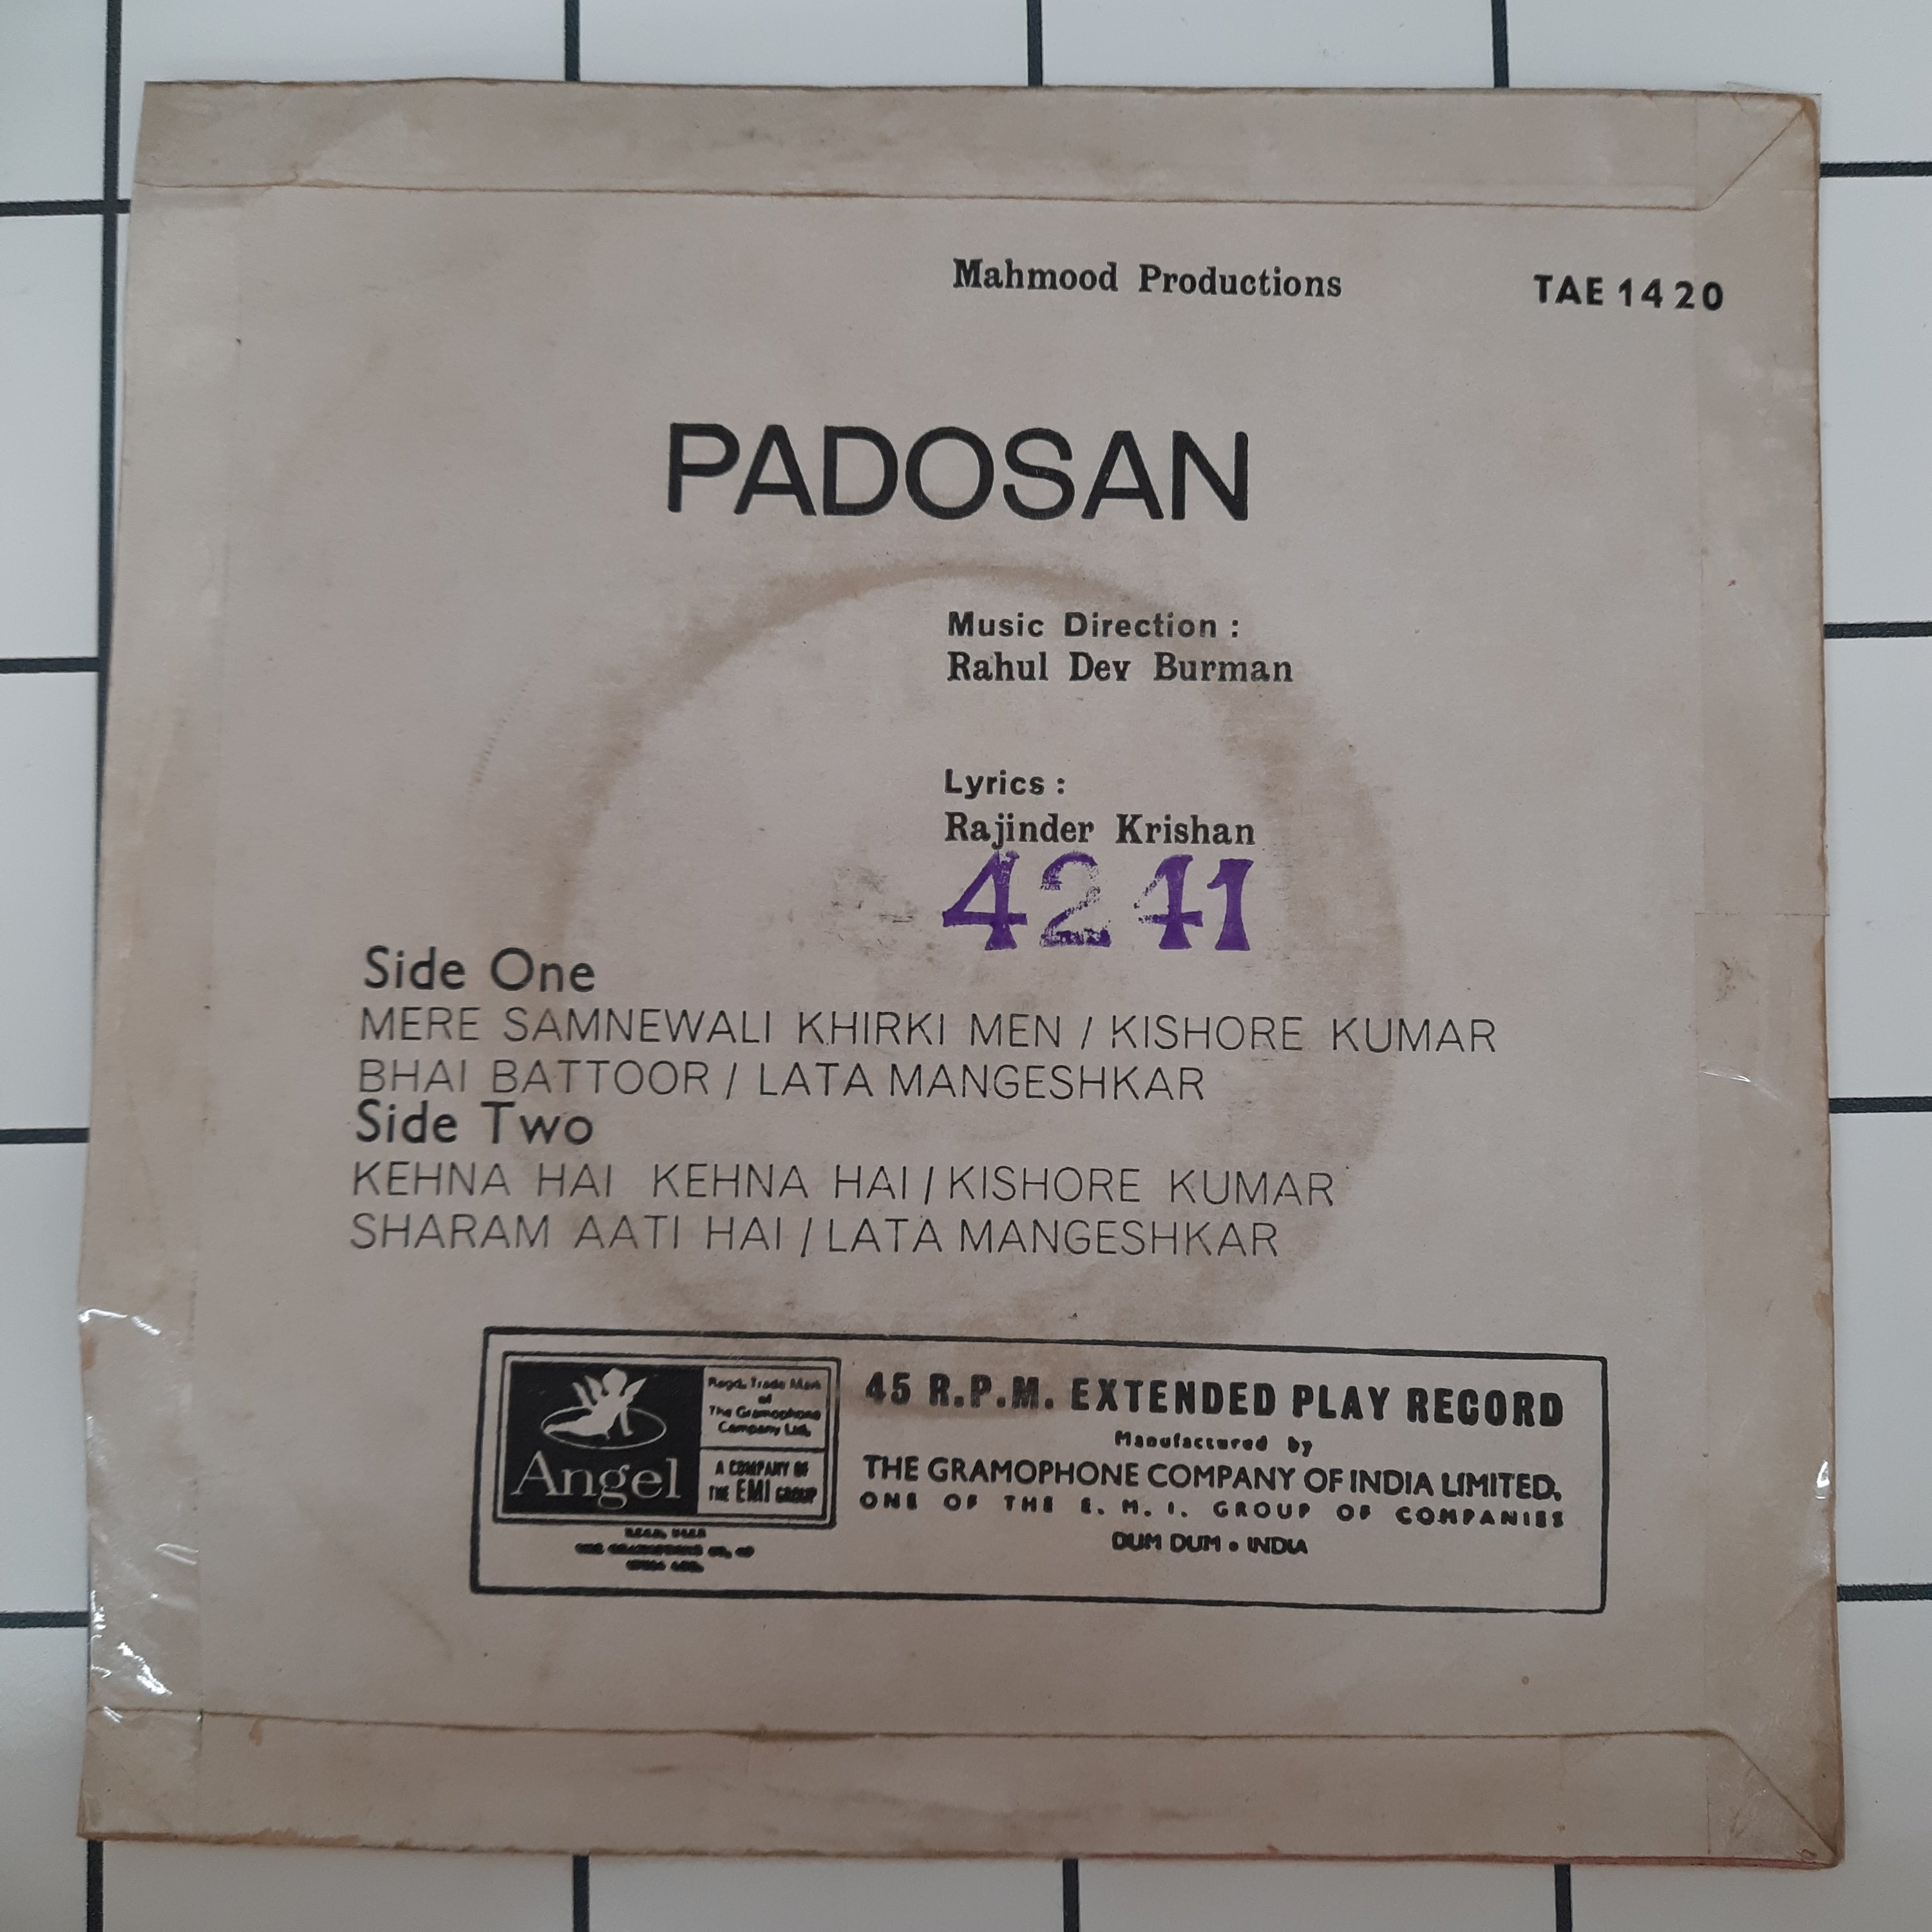 Mahmood Productions
TAE 1420
PADOSAN
Music Direction :
Rahul Dev Burman
Lyrics :
Rajinder Krishan
4241
Side One
MERE SAMNEWALI KHIRKI MEN / KISHORE KUMAR
BHAI BATTOOR / LATA MANGESHKAR
Side Two
KEHNA HAI KEHNA HAI / KISHORE KUMAR
SHARAM AATI HAI / LATA MANGESHKAR
Angel
Regd. Trade Mark
of
The Gramophone
Company Ltd.
A COMPANY OF
THE EMI GROUP
45 R.P.M. EXTENDED PLAY RECORD
Manufactured by
THE GRAMOPHONE COMPANY OF INDIA LIMITED.
ONE OF THE E. M. I. GROUP OF COMPANIES
DUM DUM • INDIA